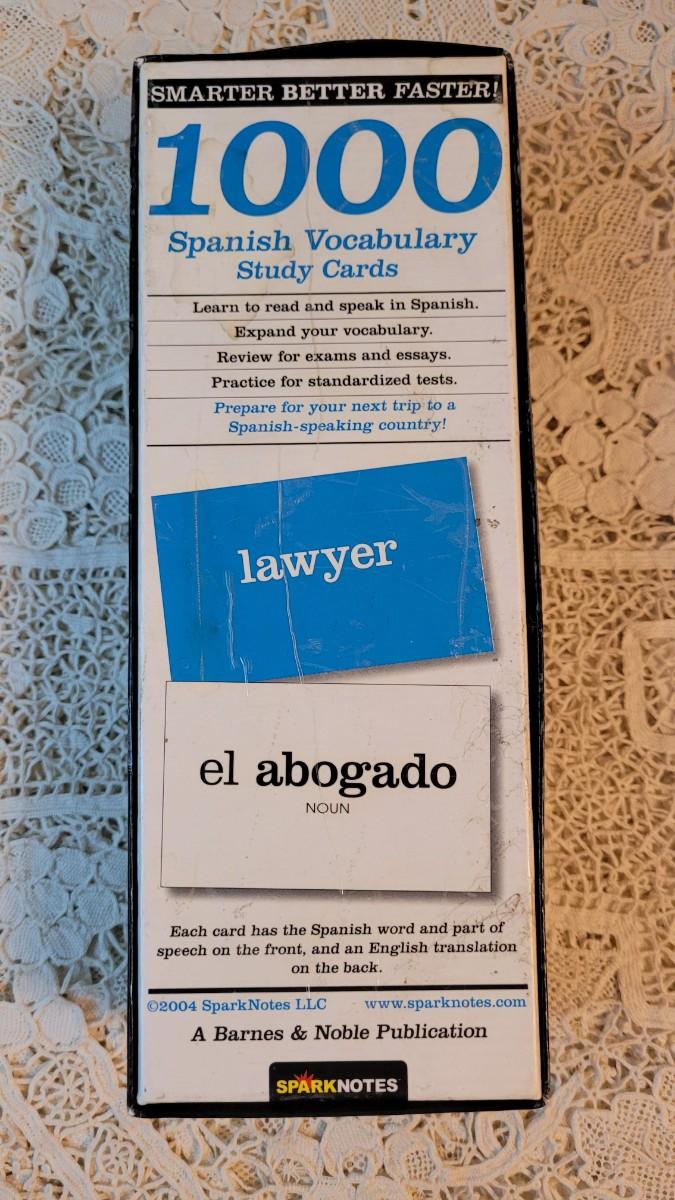 SMARTER BETTER FASTER!
1000
Spanish Vocabulary
Study Cards
Learn to read and speak in Spanish.
Expand your vocabulary.
Review for exams and essays.
Practice for standardized tests.
Prepare for your next trip to a
Spanish-speaking country!
lawyer
el abogado
NOUN
Each card has the Spanish word and part of
speech on the front, and an English translation
on the back.
©2004 SparkNotes LLC www.sparknotes.com
A Barnes & Noble Publication
SPARKNOTES